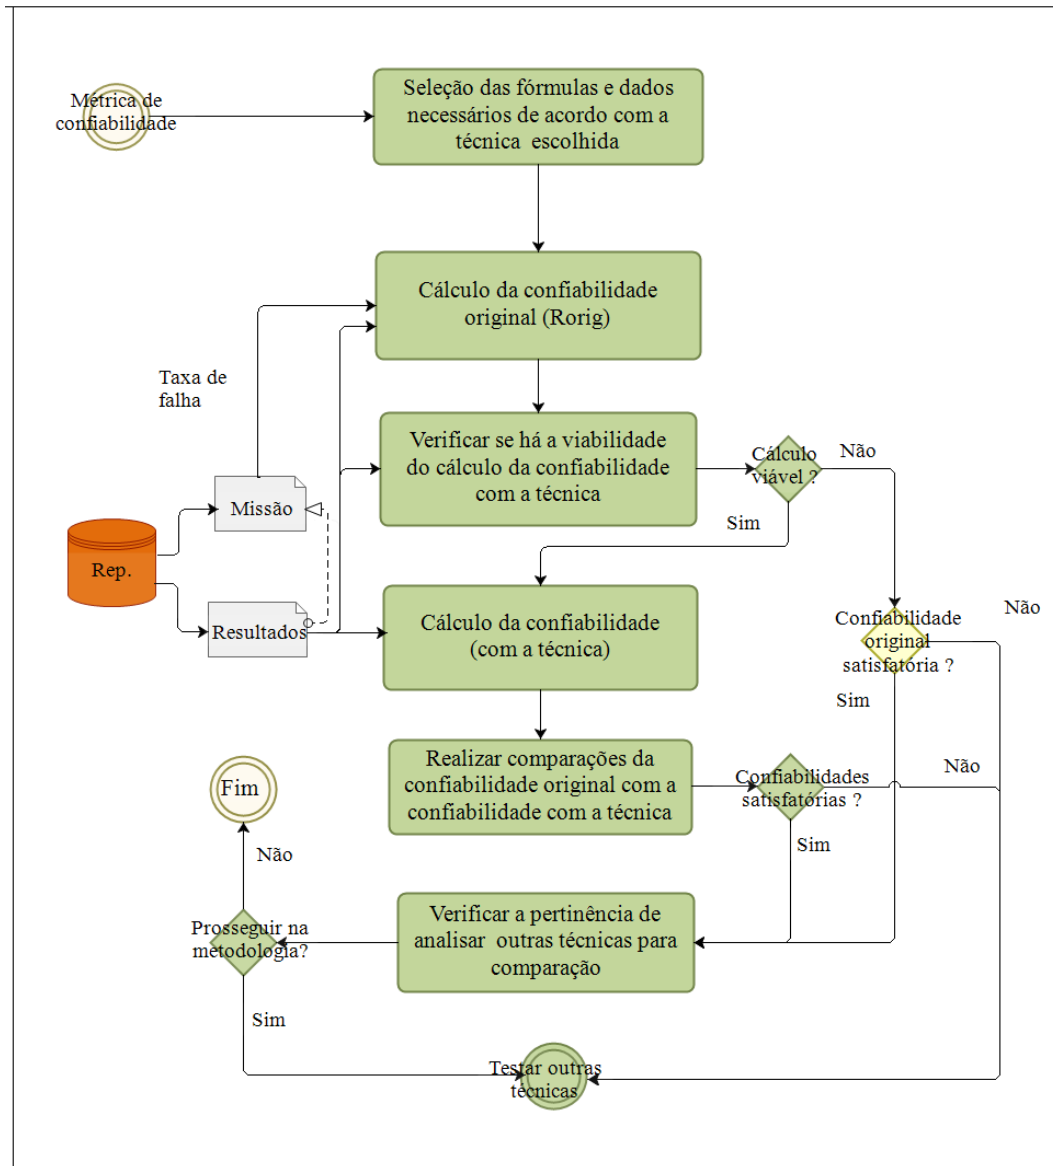 Métrica de
confiabilidade
Seleção das fórmulas e dados
necessários de acordo com a
técnica escolhida
Cálculo da confiabilidade
original (Rorig)
Taxa de
falha
Verificar se há a viabilidade
do cálculo da confiabilidade
com a técnica
Cálculo
viável ?
Não
Sim
Missão
Rep.
Resultados
Cálculo da confiabilidade
(com a técnica)
Confiabilidade
original
satisfatória ?
Não
Sim
Realizar comparações da
confiabilidade original com a
confiabilidade com a técnica
Confiabilidades
satisfatórias ?
Não
Sim
Fim
Não
Verificar a pertinência de
analisar outras técnicas para
comparação
Prosseguir na
metodologia?
Sim
Testar outras
técnicas